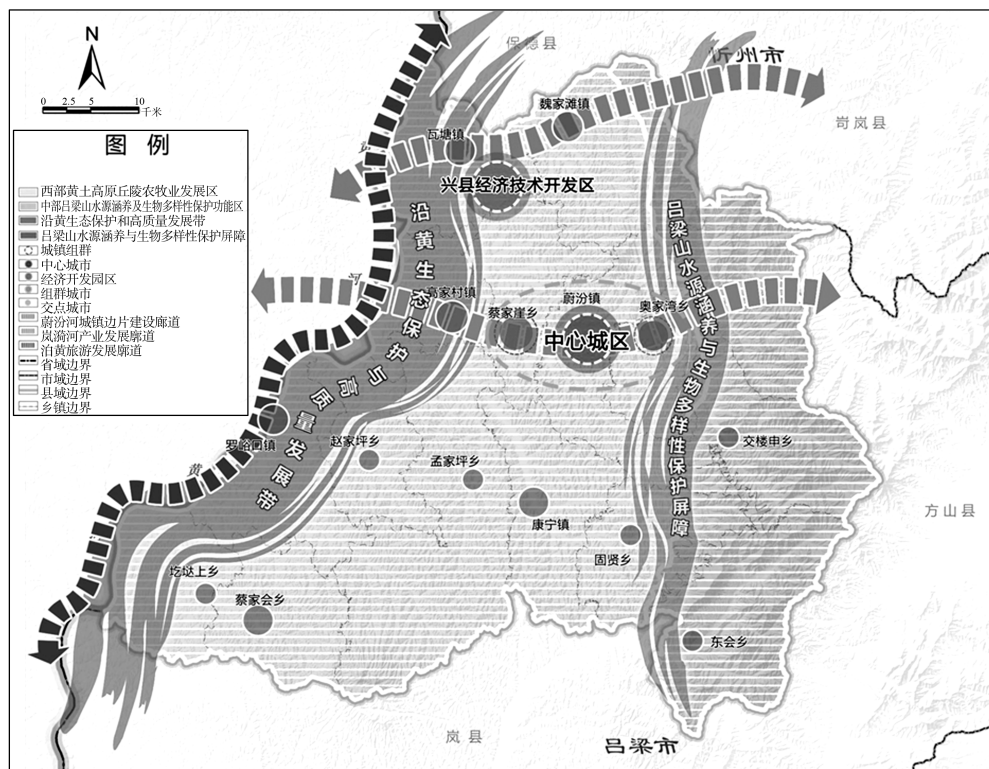 N
0 2.5 5 10
千米
图 例
西部黄土高原丘陵农牧业发展区
中部吕梁山水源涵养及生物多样性保护功能区
沿黄生态保护和高质量发展带
吕梁山水源涵养与生物多样性保护屏障
城镇组群
中心城市
经济开发园区
组群城市
交点城市
蔚汾河城镇边片建设廊道
岚漪河产业发展廊道
泊黄旅游发展廊道
省域边界
市域边界
县域边界
乡镇边界
保德县
忻州市
岢岚县
魏家滩镇
瓦塘镇
兴县经济技术开发区
沿黄生态保护与高质量发展带
吕梁山水源涵养与生物多样性保护屏障
高家村镇
蔡家崖乡
蔚汾镇
奥家湾乡
中心城区
罗峪口镇
赵家坪乡
孟家坪乡
交楼申乡
康宁镇
固贤乡
方山县
黄
圪垯上乡
蔡家会乡
东会乡
岚县
吕梁市